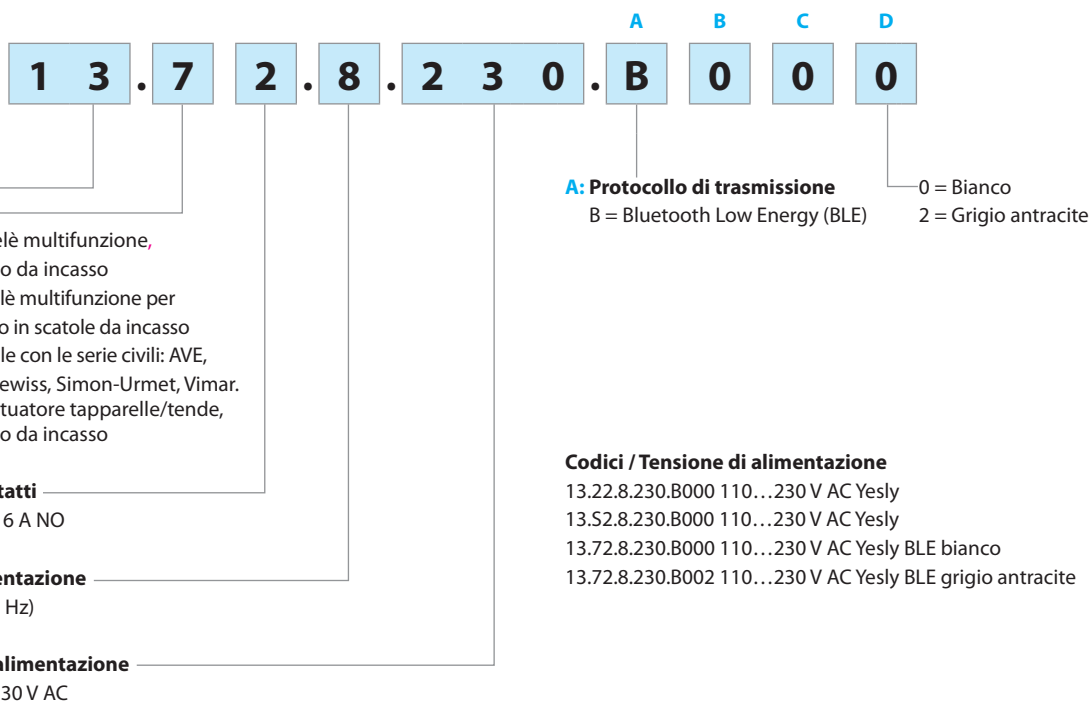 A B C D
1 3 . 7 2 . 8 . 2 3 0 . B 0 0 0
A: Protocollo di trasmissione
B = Bluetooth Low Energy (BLE)
0 = Bianco
2 = Grigio antracite
elè multifunzione,
o da incasso
lè multifunzione per
o in scatole da incasso
le con le serie civili: AVE,
ewiss, Simon-Urmet, Vimar.
tuatore tapparelle/tende,
o da incasso
tatti
6 A NO
entazione
Hz)
alimentazione
30 V AC
Codici / Tensione di alimentazione
13.22.8.230.B000 110…230 V AC Yesly
13.S2.8.230.B000 110…230 V AC Yesly
13.72.8.230.B000 110…230 V AC Yesly BLE bianco
13.72.8.230.B002 110…230 V AC Yesly BLE grigio antracite